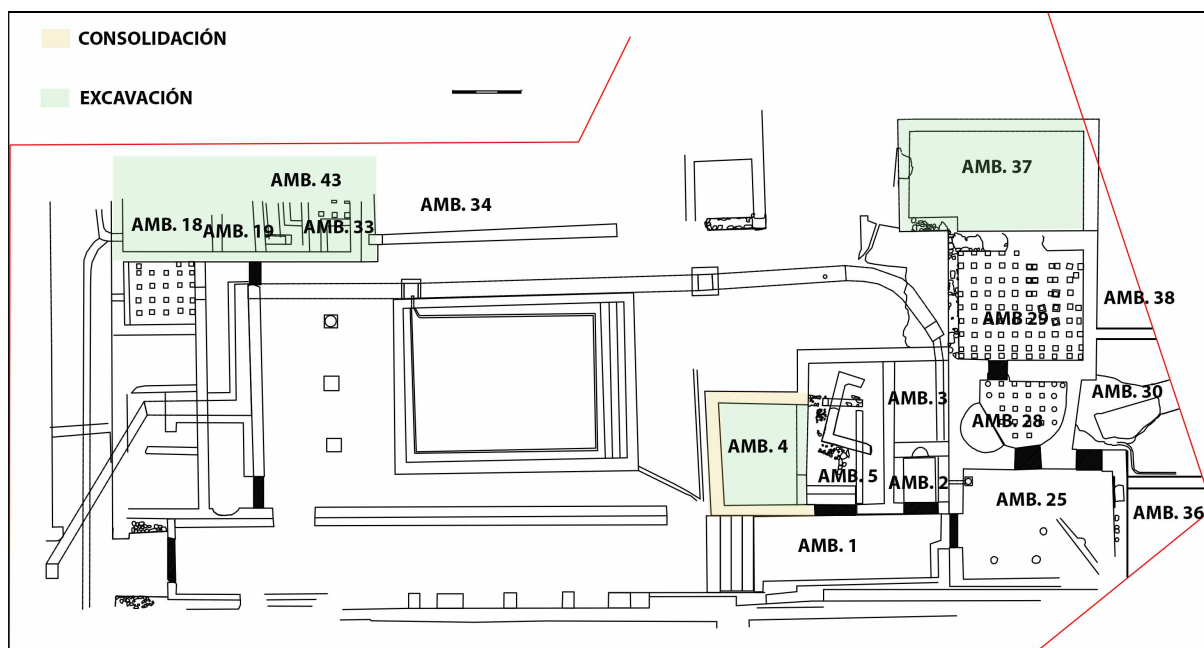 CONSOLIDACIÓN
EXCAVACIÓN
AMB. 37
AMB. 43
AMB. 34
AMB. 18
AMB. 19
AMB. 33
AMB. 38
AMB. 29
AMB. 30
AMB. 3
AMB. 28
AMB. 4
AMB. 5
AMB. 2
AMB. 25
AMB. 36
AMB. 1